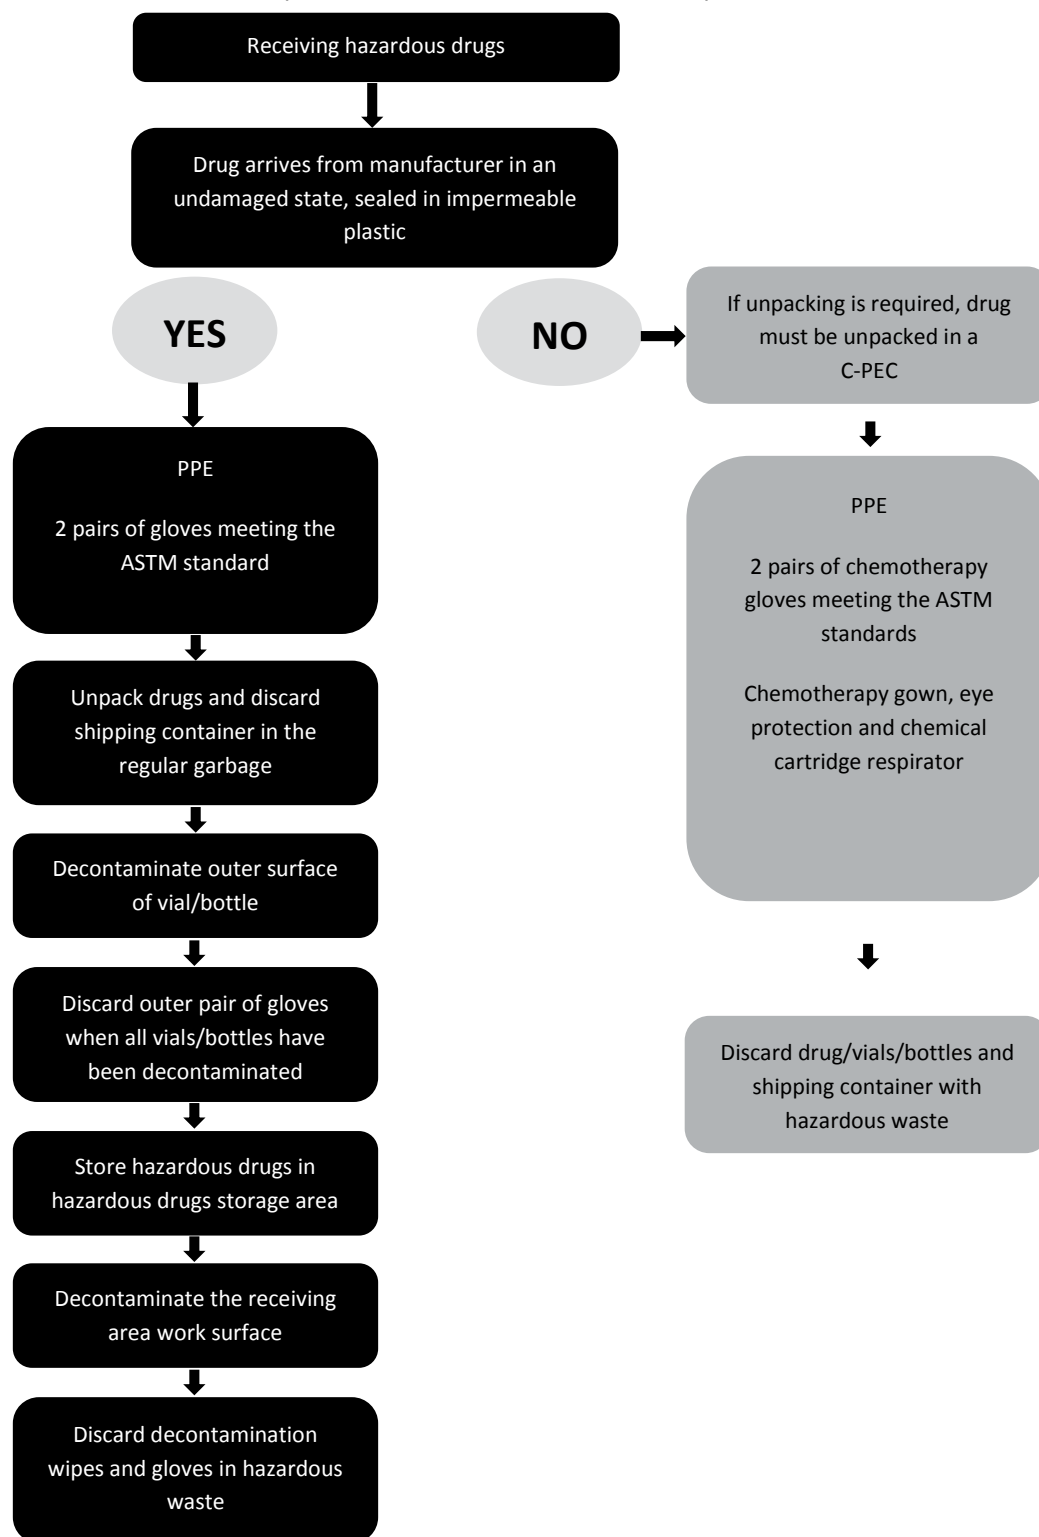 Receiving hazardous drugs
Drug arrives from manufacturer in an
undamaged state, sealed in impermeable
plastic
YES
PPE
2 pairs of gloves meeting the
ASTM standard
Unpack drugs and discard
shipping container in the
regular garbage
Decontaminate outer surface
of vial/bottle
Discard outer pair of gloves
when all vials/bottles have
been decontaminated
Store hazardous drugs in
hazardous drugs storage area
Decontaminate the receiving
area work surface
Discard decontamination
wipes and gloves in hazardous
waste
NO
If unpacking is required, drug
must be unpacked in a
C-PEC
PPE
2 pairs of chemotherapy
gloves meeting the ASTM
standards
Chemotherapy gown, eye
protection and chemical
cartridge respirator
Discard drug/vials/bottles and
shipping container with
hazardous waste